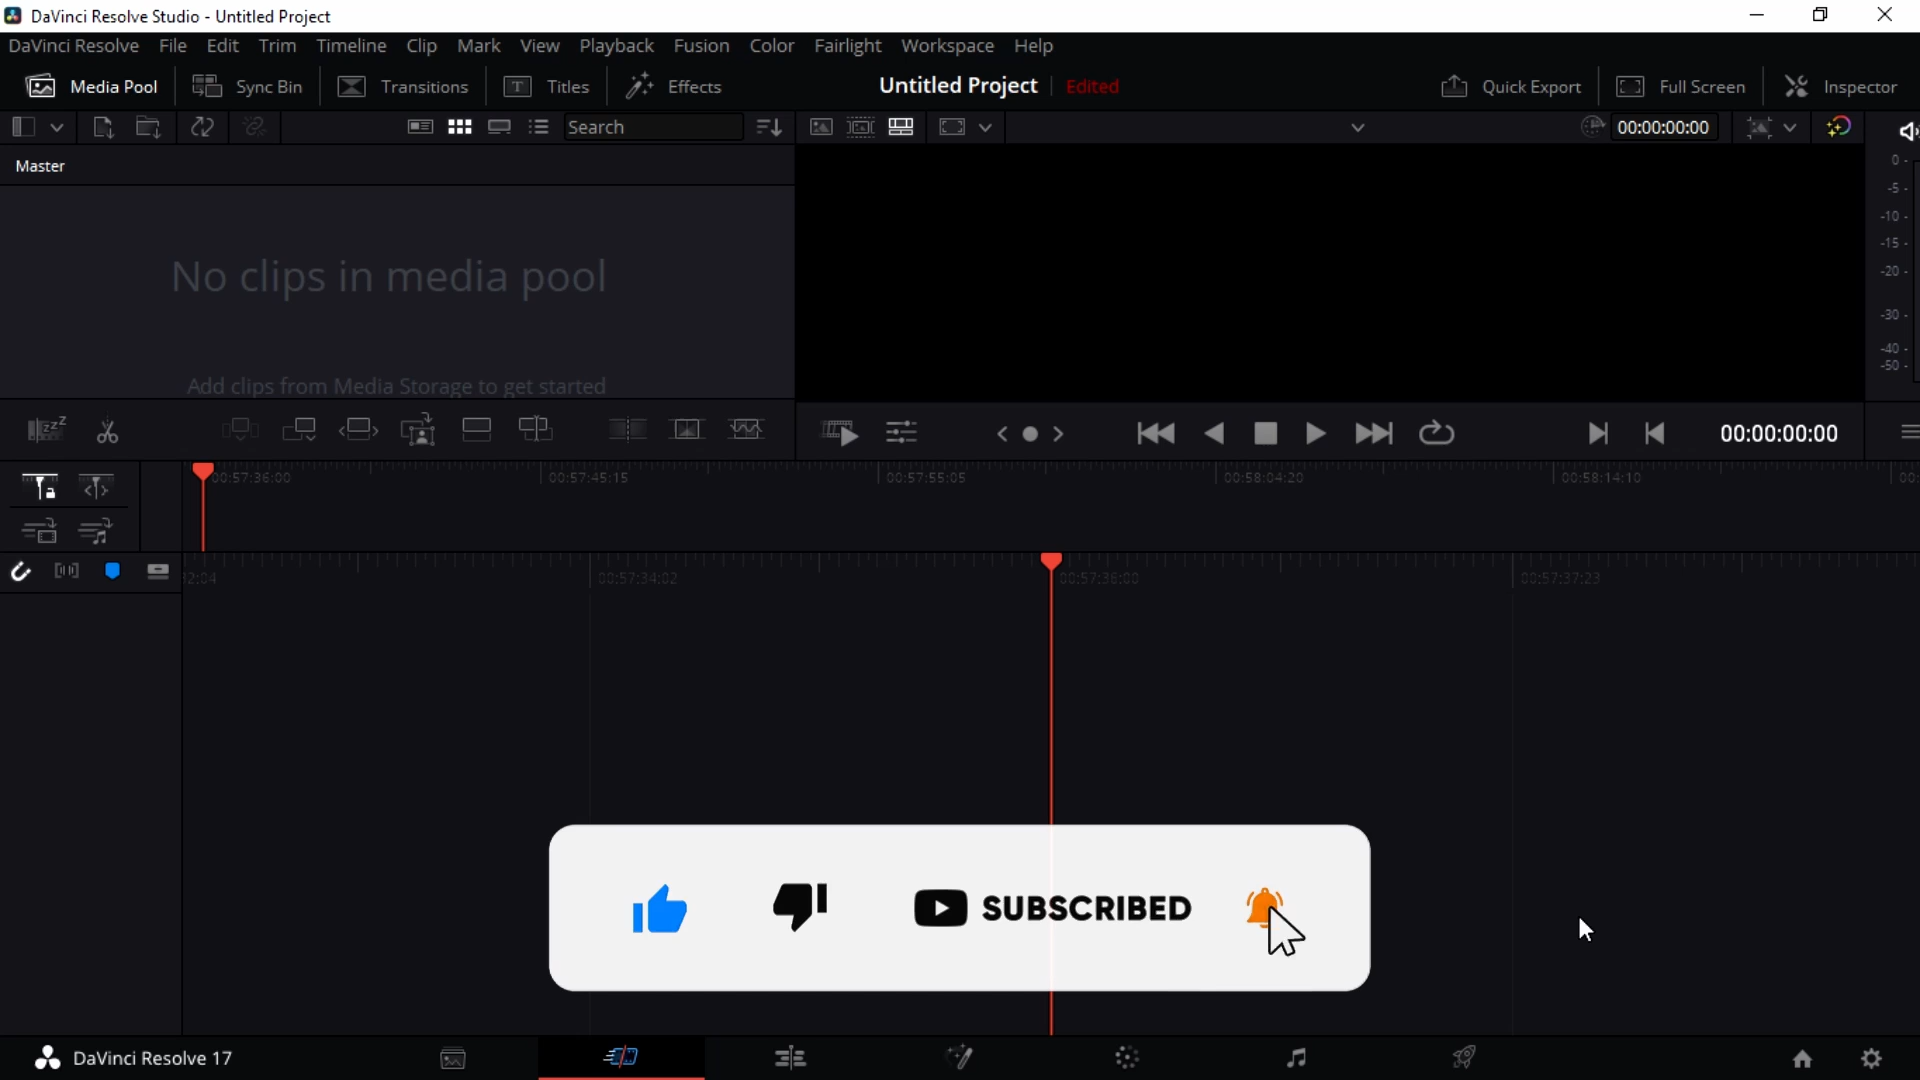 DaVinci Resolve Studio - Untitled Project
DaVinci Resolve File Edit Trim Timeline Clip Mark View Playback Fusion Color Fairlight Workspace Help
Media Pool Sync Bin Transitions Titles Effects Untitled Project Edited Quick Export Full Screen Inspector
Search 00:00:00:00
Master
0 -
-5 -
-10 -
-15 -
-20 -
-30 -
-40 -
-50 -
No clips in media pool
Add clips from Media Storage to get started
zzZ
00:00:00:00
00:57:36:00 00:57:45:15 00:57:55:05 00:58:04:20 00:58:14:10 00:
32:04 00:57:34:02 00:57:36:00 00:57:37:23
SUBSCRIBED
DaVinci Resolve 17